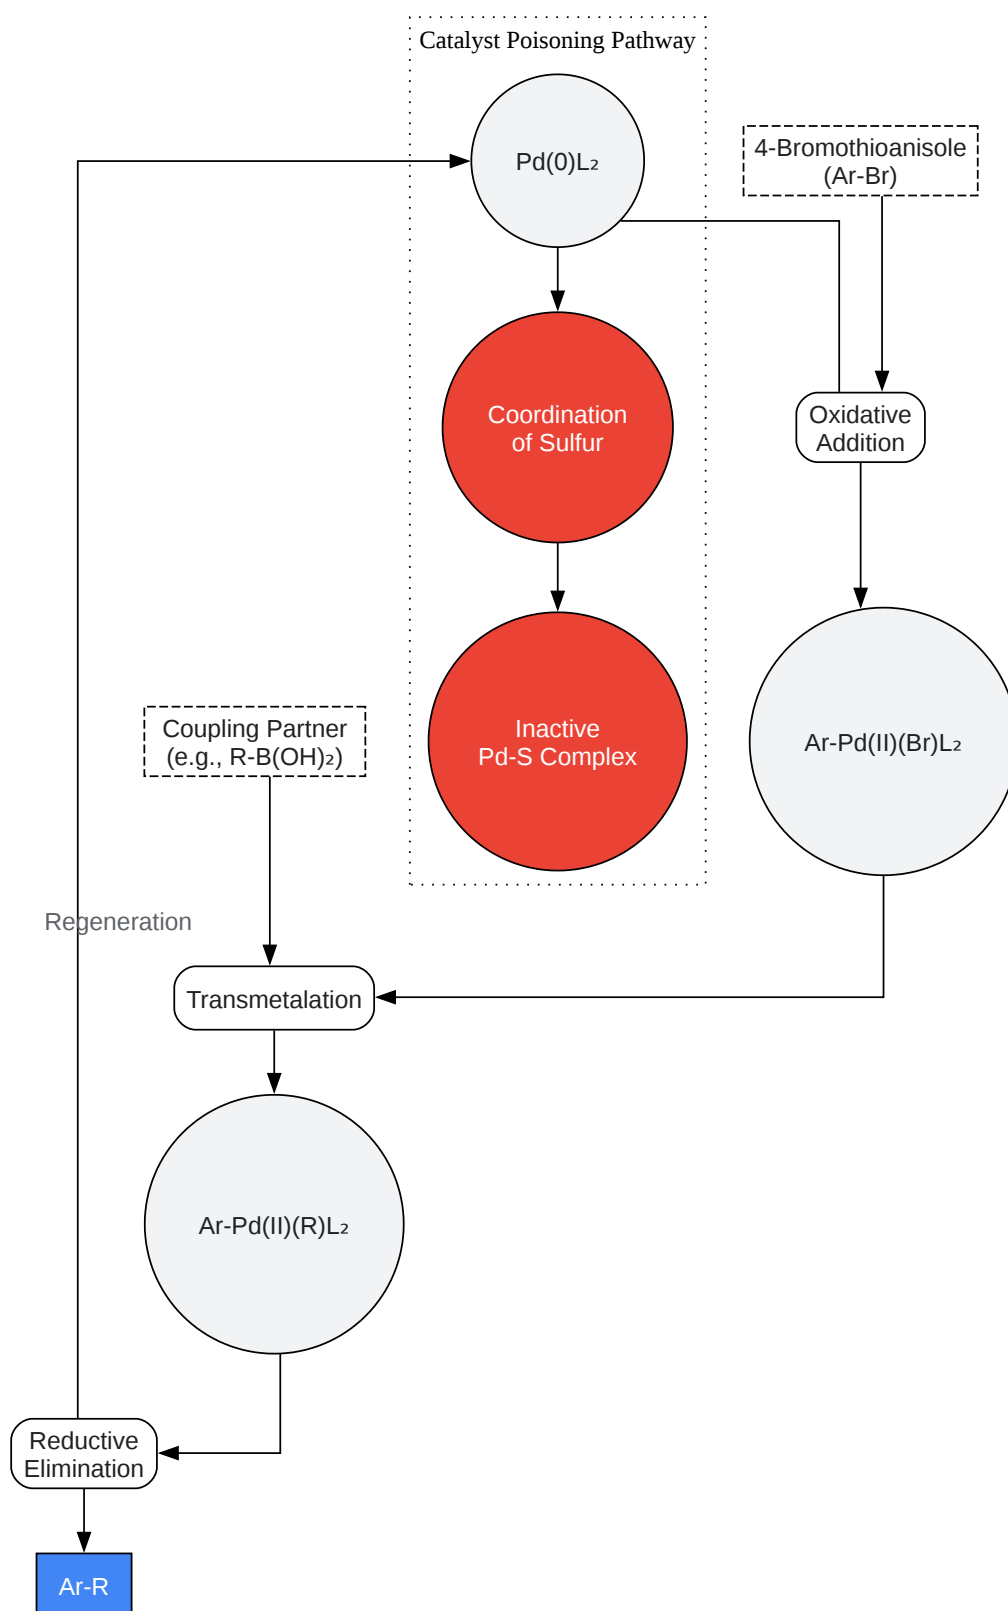 Catalyst Poisoning Pathway
Pd(0)L₂
4-Bromothioanisole
(Ar-Br)
Coordination
of Sulfur
Oxidative
Addition
Inactive
Pd-S Complex
Ar-Pd(II)(Br)L₂
Coupling Partner
(e.g., R-B(OH)₂)
Regeneration
Transmetalation
Ar-Pd(II)(R)L₂
Reductive
Elimination
Ar-R